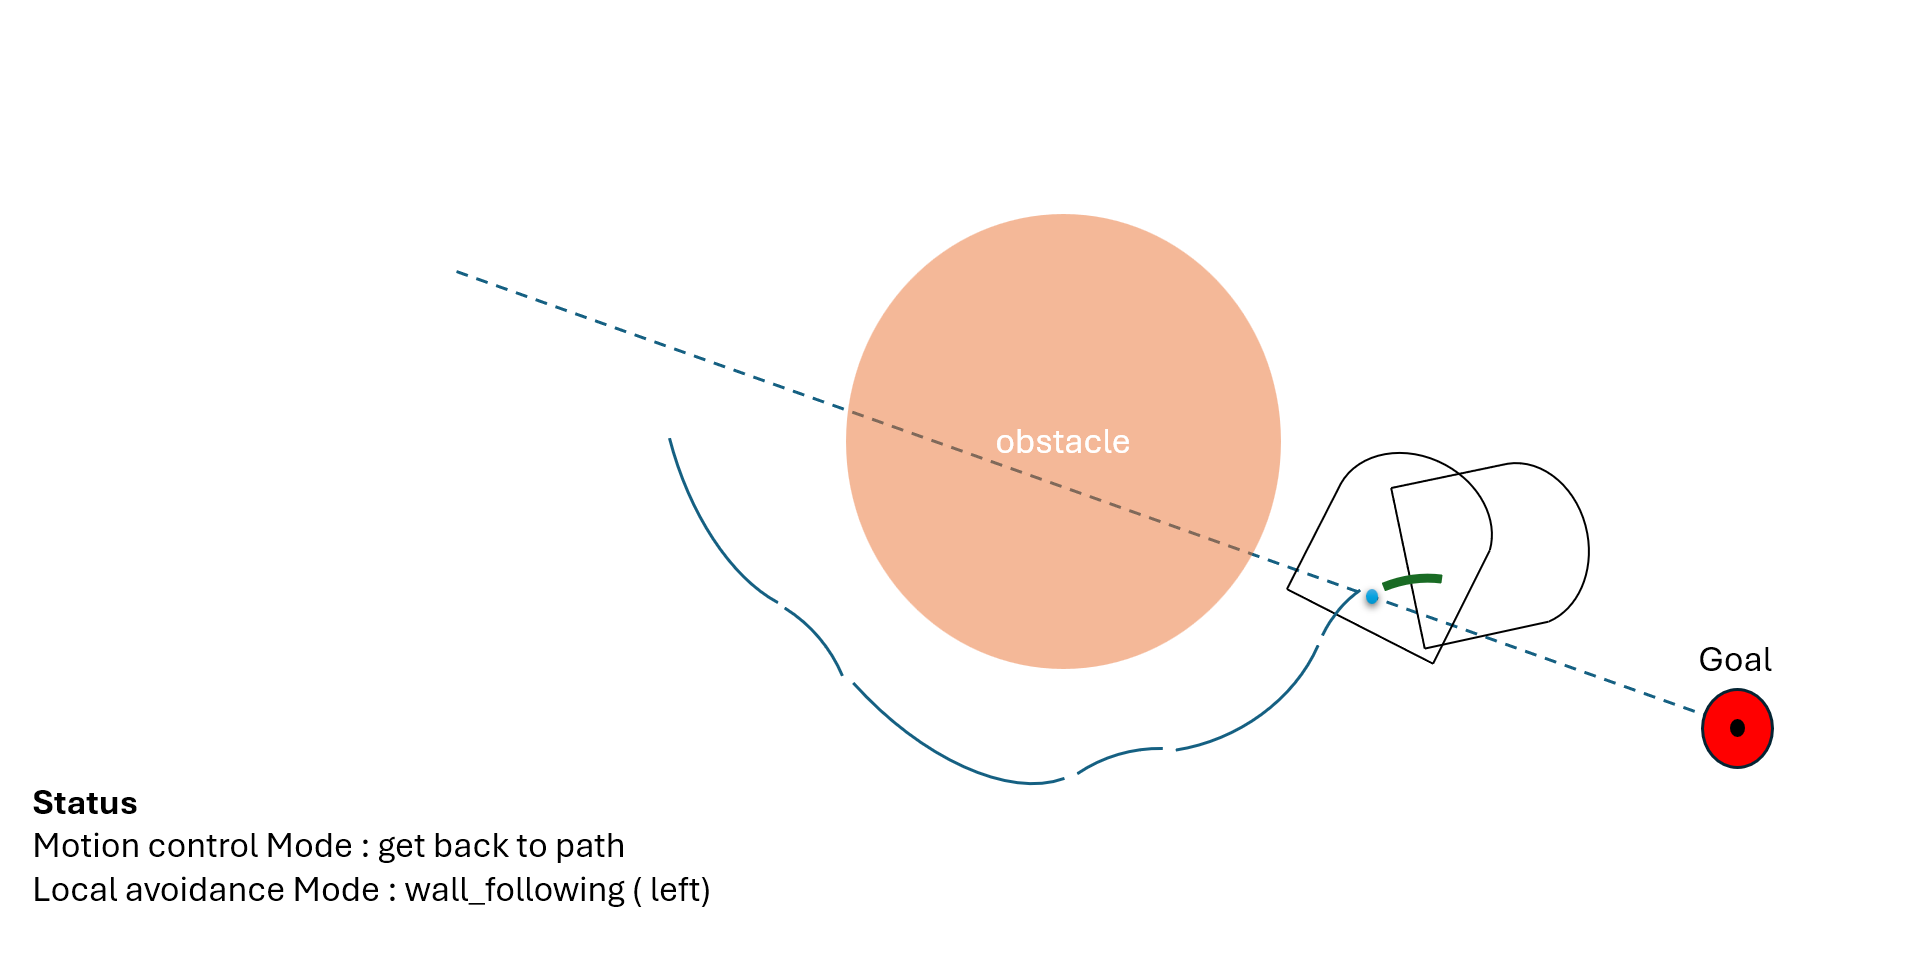 obstacle
Goal
Status
Motion control Mode : get back to path
Local avoidance Mode : wall_following ( left)